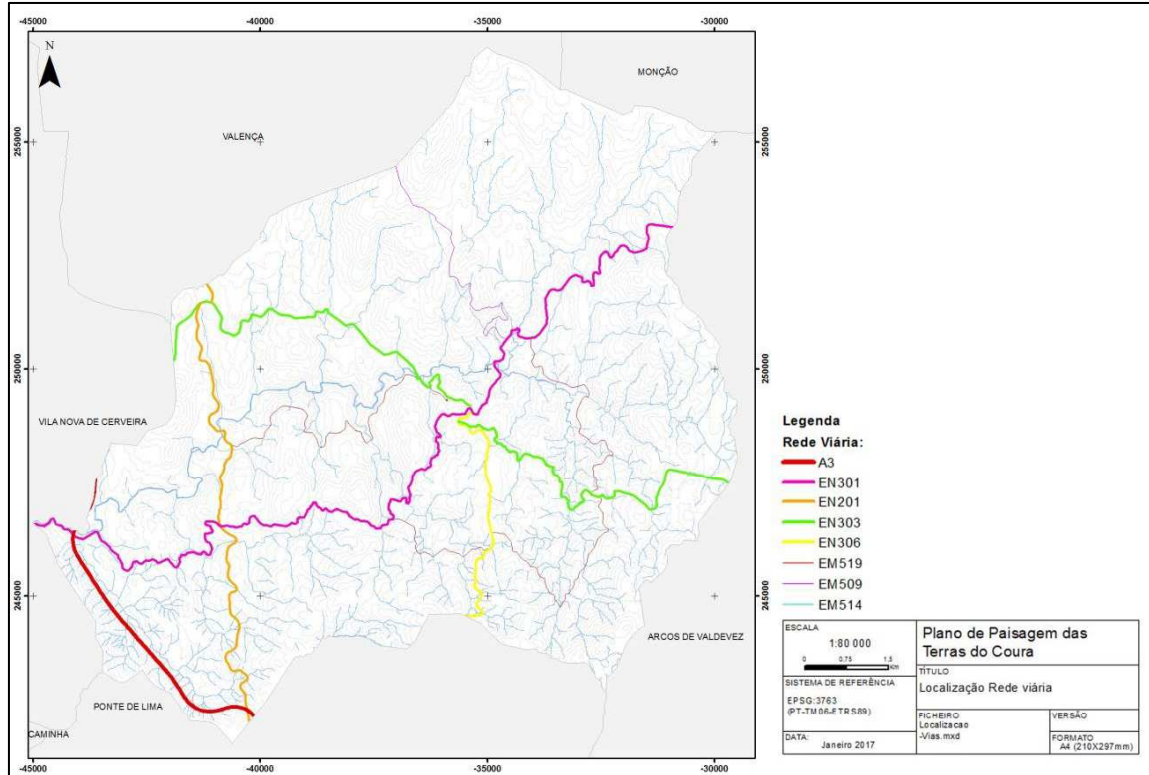 -45000 -40000 -35000 -30000
N
MONÇÃO
VALENÇA
255000 255000
250000 250000
VILA NOVA DE CERVEIRA
245000 245000
ARCOS DE VALDEVEZ
PONTE DE LIMA
CAMINHA
-45000 -40000 -35000 -30000
Legenda
Rede Viária:
A3
EN301
EN201
EN303
EN306
EM519
EM509
EM514
ESCALA
1:80 000
0 0,75 1,5
Km
SISTEMA DE REFERÊNCIA
EPSG:3763
(PT-TM06-ETRS89)
DATA:
Janeiro 2017
Plano de Paisagem das
Terras do Coura
TÍTULO
Localização Rede viária
FICHEIRO
Localizacao
-Vias.mxd
VERSÃO
FORMATO
A4 (210X297mm)